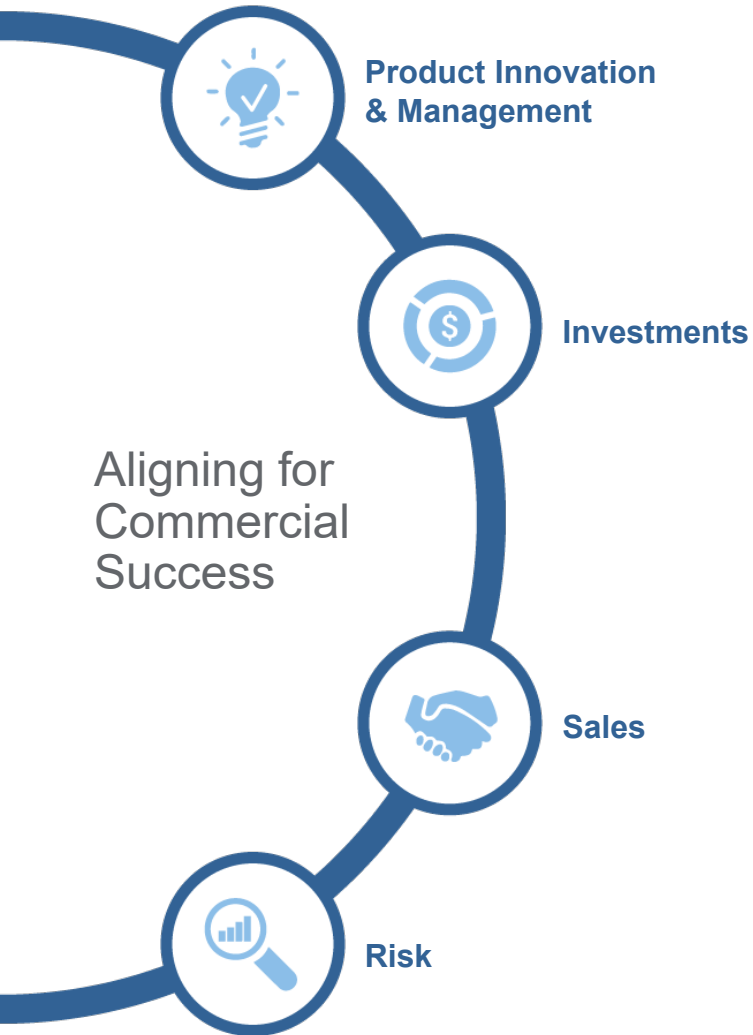 Product Innovation
& Management
$
Investments
Aligning for
Commercial
Success
Sales
Risk